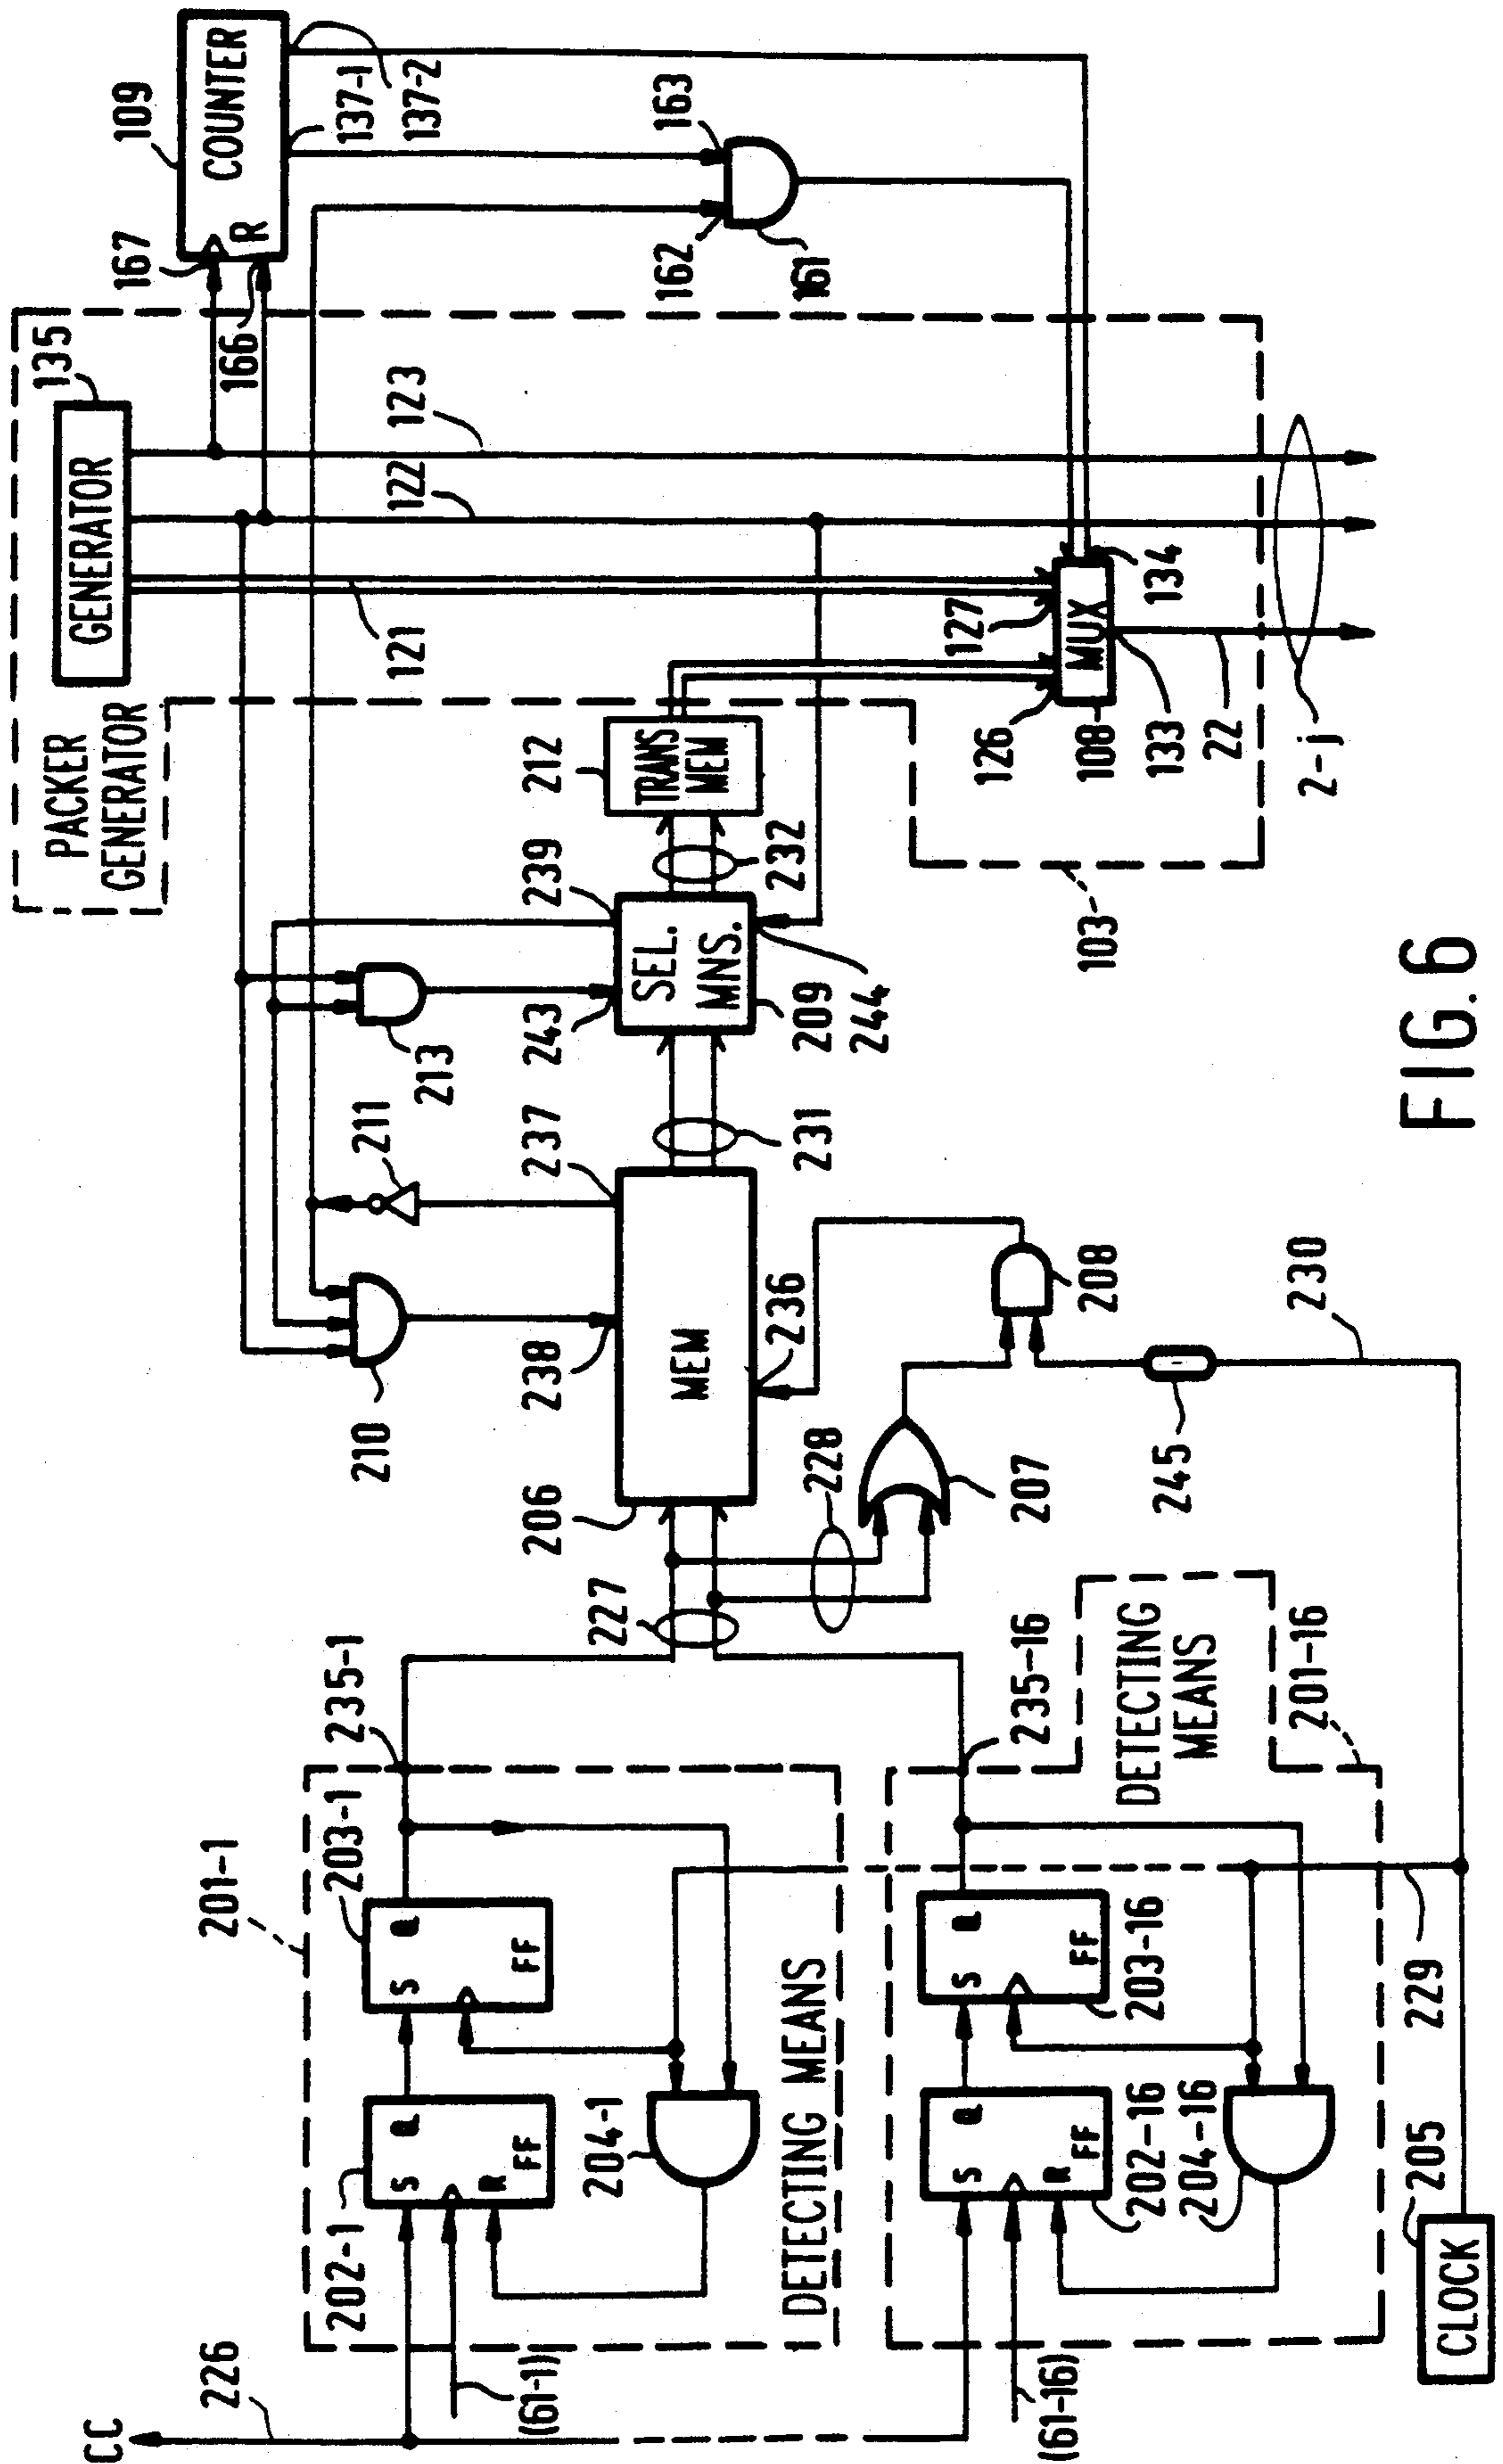 CC
226
(61-1)
202-1
S
Q
R
FF
204-1
201-1
203-1
S
Q
FF
DETECTING MEANS
235-1
(61-16)
S
Q
R
FF
202-16
204-16
S
Q
FF
203-16
235-16
DETECTING
MEANS
201-16
CLOCK
205
229
230
245
227
228
207
208
206
MEM
236
238
237
210
211
231
213
243
239
SEL.
MNS.
209
244
232
212
TRANS
MEM
PACKER
GENERATOR
GENERATOR
135
121
122
123
126
127
MUX
108
133
134
22
2-j
103
166
167
R
COUNTER
109
137-1
137-2
162
163
161
FIG. 6